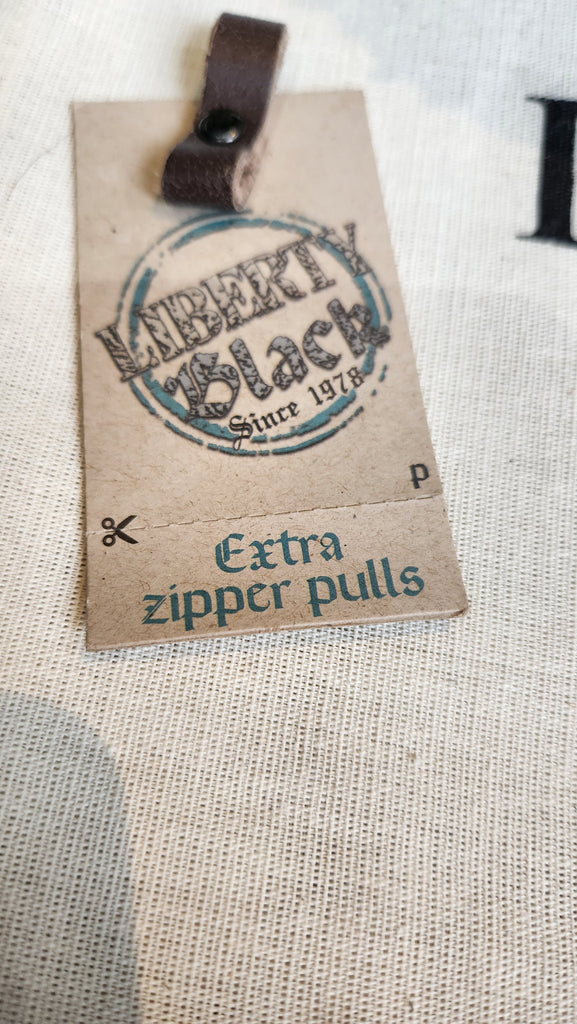 LIBERTY
Black
Since 1978
p
Extra
zipper pulls